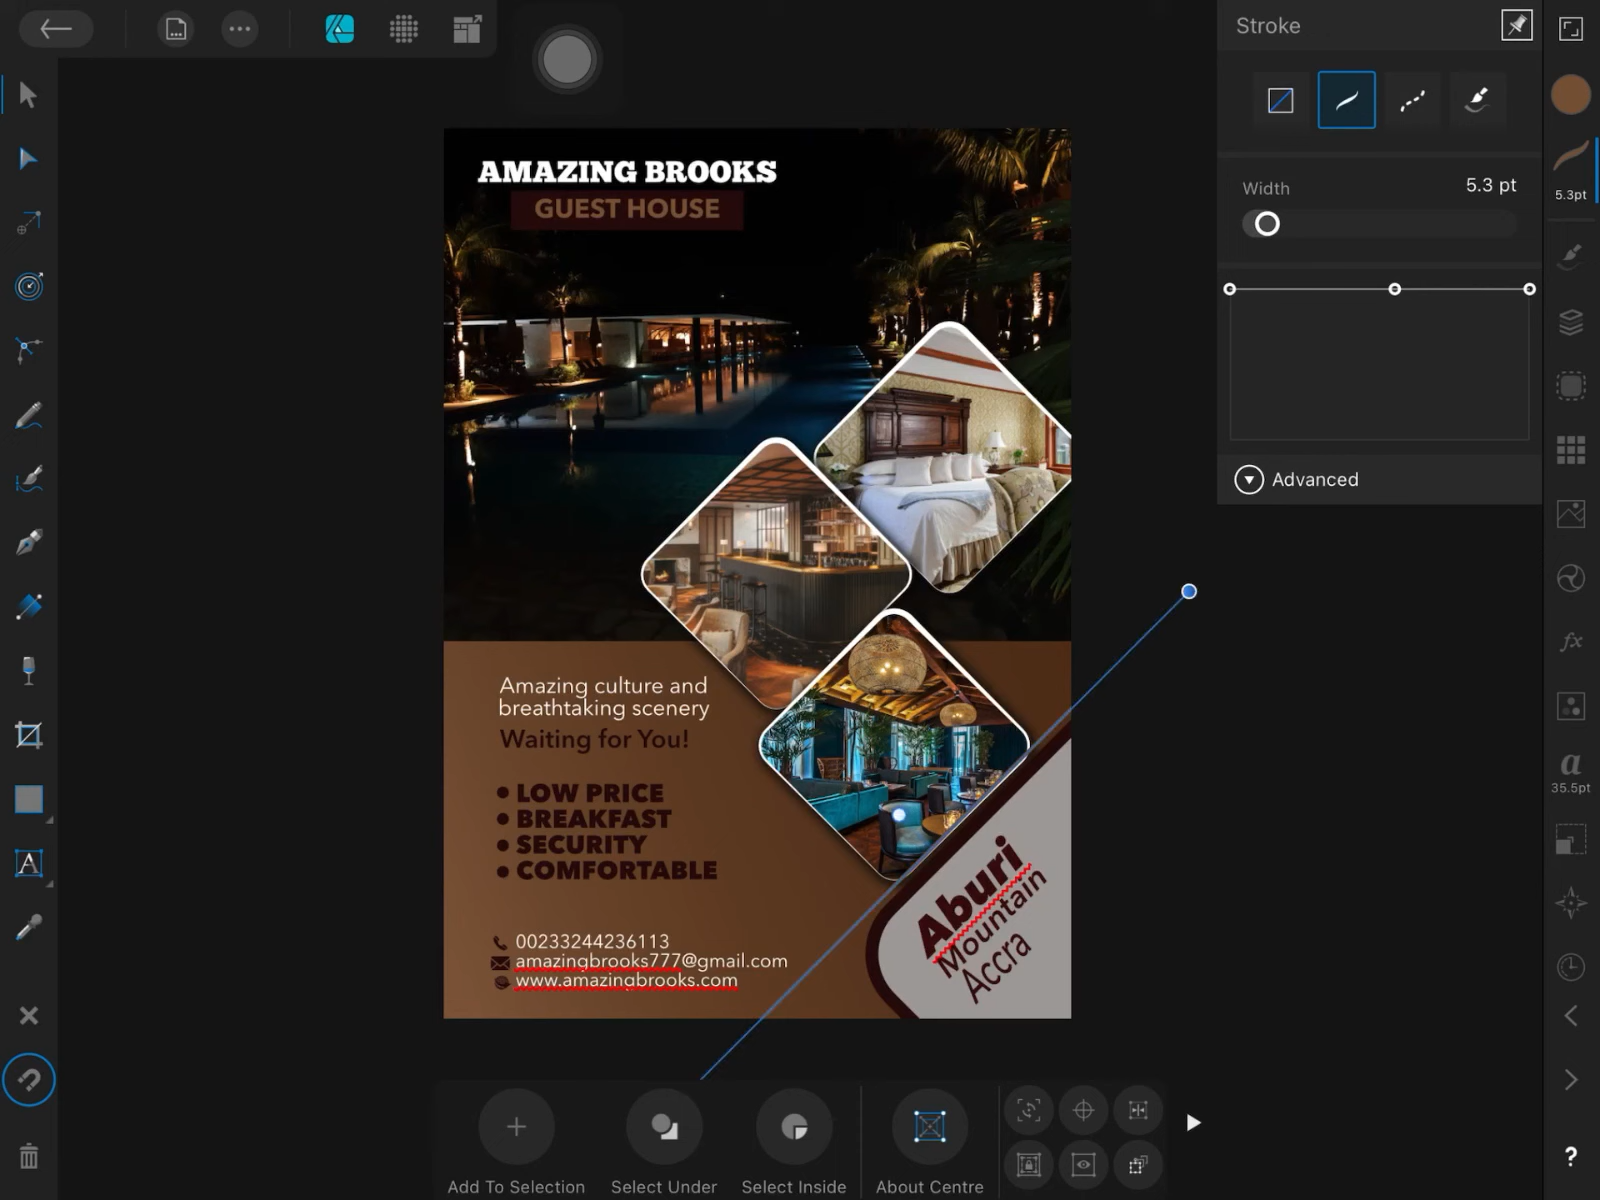 Stroke
Width 5.3 pt
5.3pt
Advanced
AMAZING BROOKS
GUEST HOUSE
Amazing culture and
breathtaking scenery
Waiting for You!
• LOW PRICE
• BREAKFAST
• SECURITY
• COMFORTABLE
00233244236113
amazingbrooks777@gmail.com
www.amazingbrooks.com
Aburi
Mountain
Accra
A
fx
a
35.5pt
?
Add To Selection
Select Under
Select Inside
About Centre